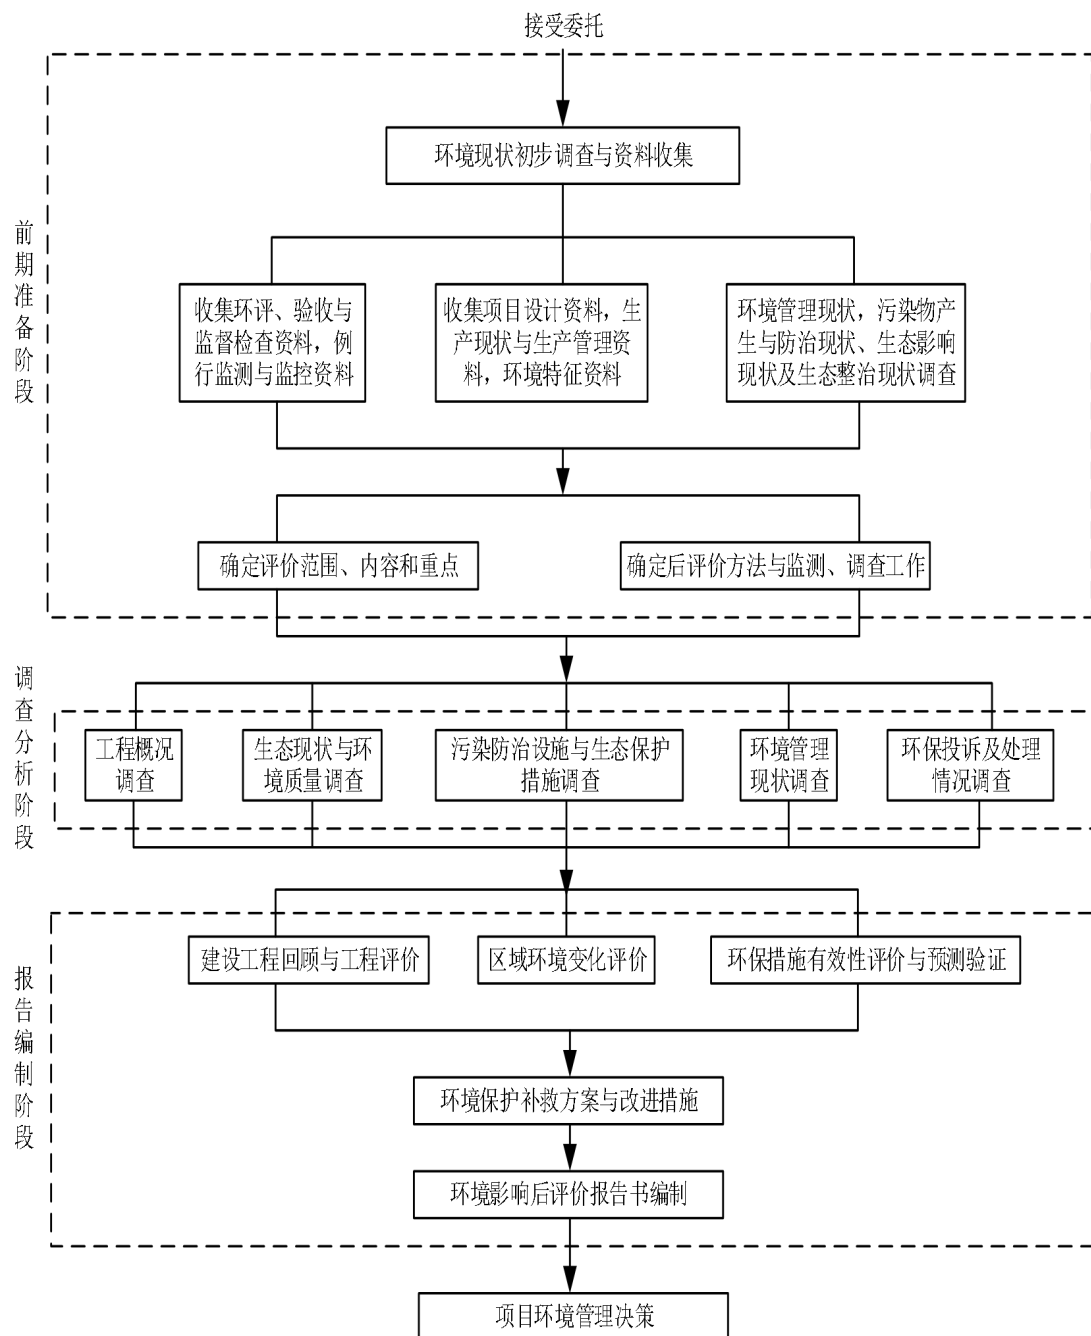 接受委托
前期准备阶段
环境现状初步调查与资料收集
收集环评、验收与
监督检查资料，例
行监测与监控资料
收集项目设计资料，生
产现状与生产管理资
料，环境特征资料
环境管理现状，污染物产
生与防治现状、生态影响
现状及生态整治现状调查
确定评价范围、内容和重点
确定后评价方法与监测、调查工作
调查分析阶段
工程概况
调查
生态现状与环
境质量调查
污染防治设施与生态保护
措施调查
环境管理
现状调查
环保投诉及处理
情况调查
报告编制阶段
建设工程回顾与工程评价
区域环境变化评价
环保措施有效性评价与预测验证
环境保护补救方案与改进措施
环境影响后评价报告书编制
项目环境管理决策